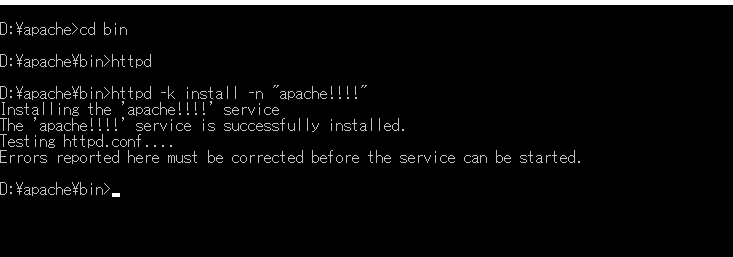 D:¥apache>cd bin
D:¥apache¥bin>httpd
D:¥apache¥bin>httpd -k install -n "apache!!!!"
Installing the 'apache!!!!' service
The 'apache!!!!' service is successfully installed.
Testing httpd.conf....
Errors reported here must be corrected before the service can be started.
D:¥apache¥bin>